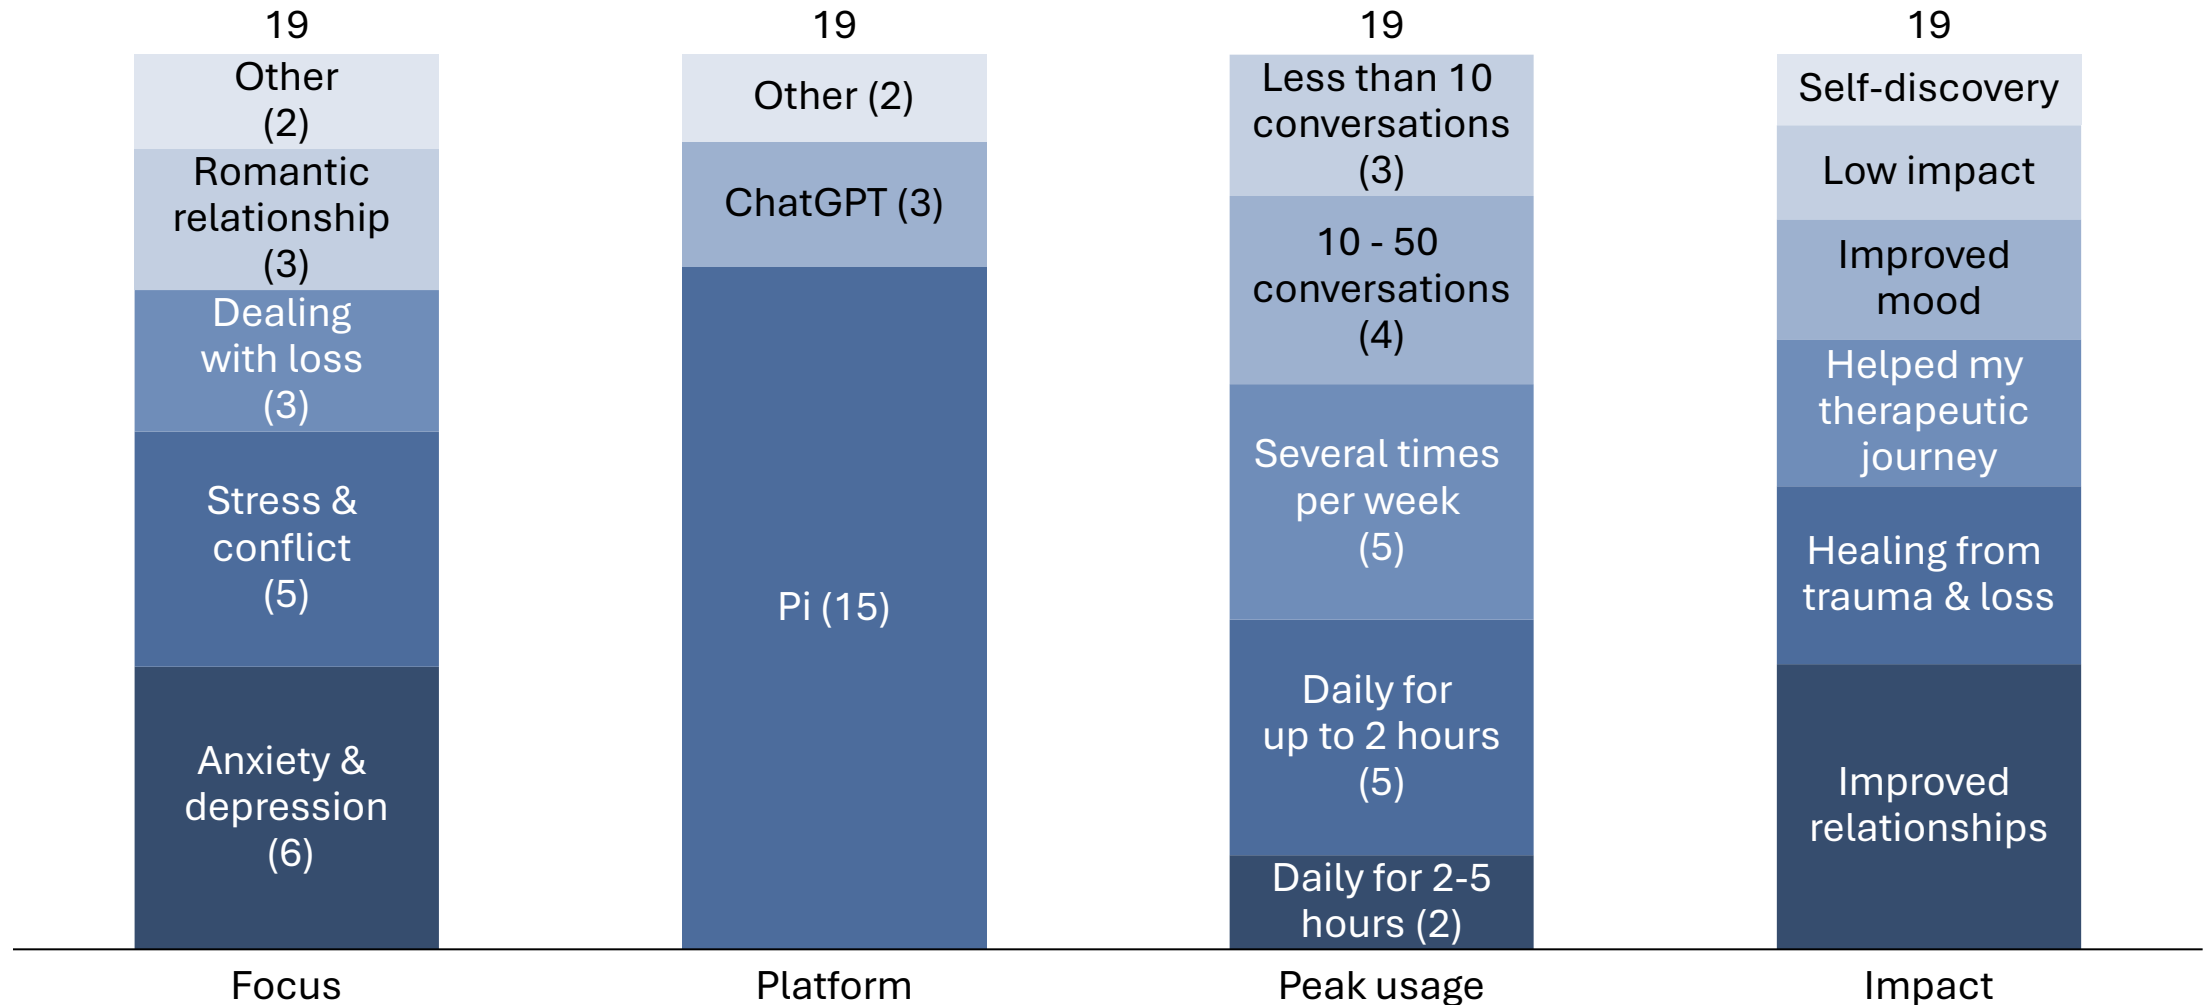 19
Other
(2)
Romantic
relationship
(3)
Dealing
with loss
(3)
Stress &
conflict
(5)
Anxiety &
depression
(6)
Focus
19
Other (2)
ChatGPT (3)
Pi (15)
Platform
19
Less than 10
conversations
(3)
10 - 50
conversations
(4)
Several times
per week
(5)
Daily for
up to 2 hours
(5)
Daily for 2-5
hours (2)
Peak usage
19
Self-discovery
Low impact
Improved
mood
Helped my
therapeutic
journey
Healing from
trauma & loss
Improved
relationships
Impact